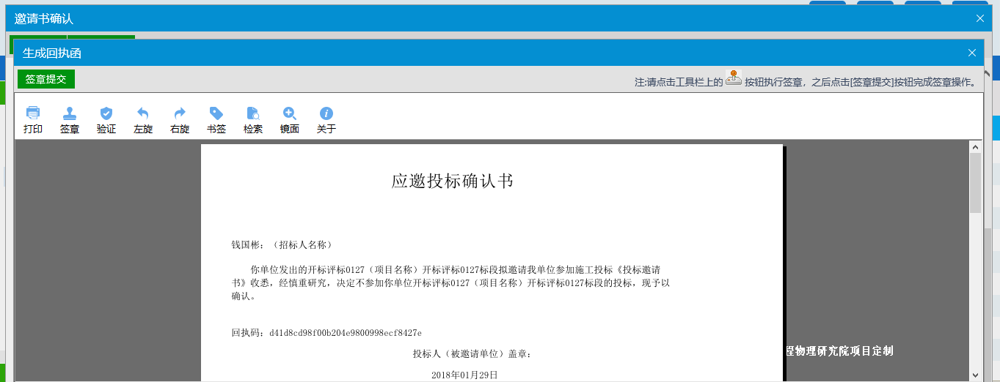 邀请书确认
生成回执函
签章提交
注:请点击工具栏上的 按钮执行签章，之后点击[签章提交]按钮完成签章操作。
打印 签章 验证 左旋 右旋 书签 检索 镜面 关于
应邀投标确认书
钱国彬：（招标人名称）
你单位发出的开标评标0127（项目名称）开标评标0127标段拟邀请我单位参加施工投标《投标邀请
书》收悉，经慎重研究，决定不参加你单位开标评标0127（项目名称）开标评标0127标段的投标，现予以
确认。
回执码：d41d8cd98f00b204e9800998ecf8427e
程物理研究院项目定制
投标人（被邀请单位）盖章：
2018年01月29日